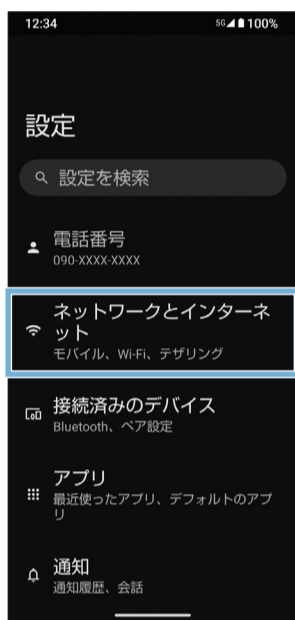 12:34
5G 100%
設定
設定を検索
電話番号
090-XXXX-XXXX
ネットワークとインターネ
ット
モバイル、Wi-Fi、テザリング
接続済みのデバイス
Bluetooth、ペア設定
アプリ
最近使ったアプリ、デフォルトのアプ
リ
通知
通知履歴、会話